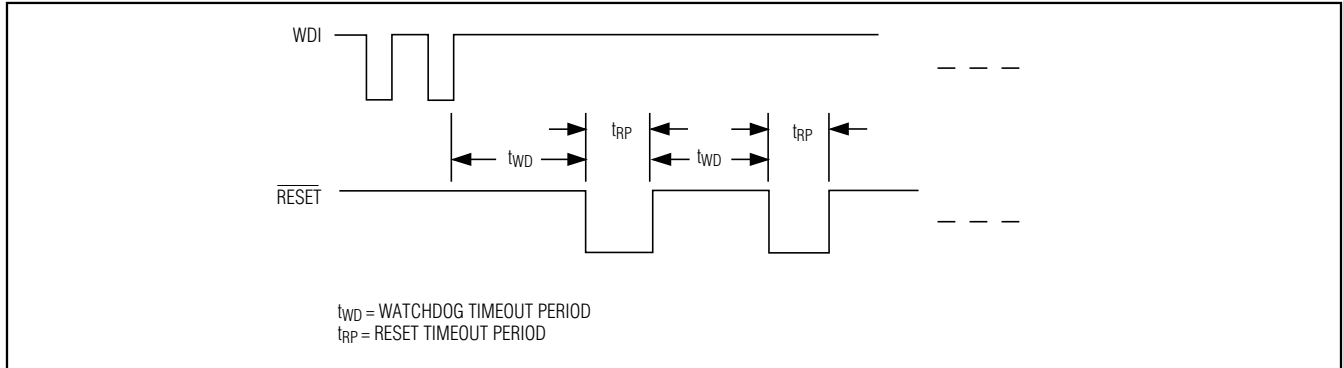 WDI
tRP
tRP
tWD
tWD
RESET
tWD = WATCHDOG TIMEOUT PERIOD
tRP = RESET TIMEOUT PERIOD